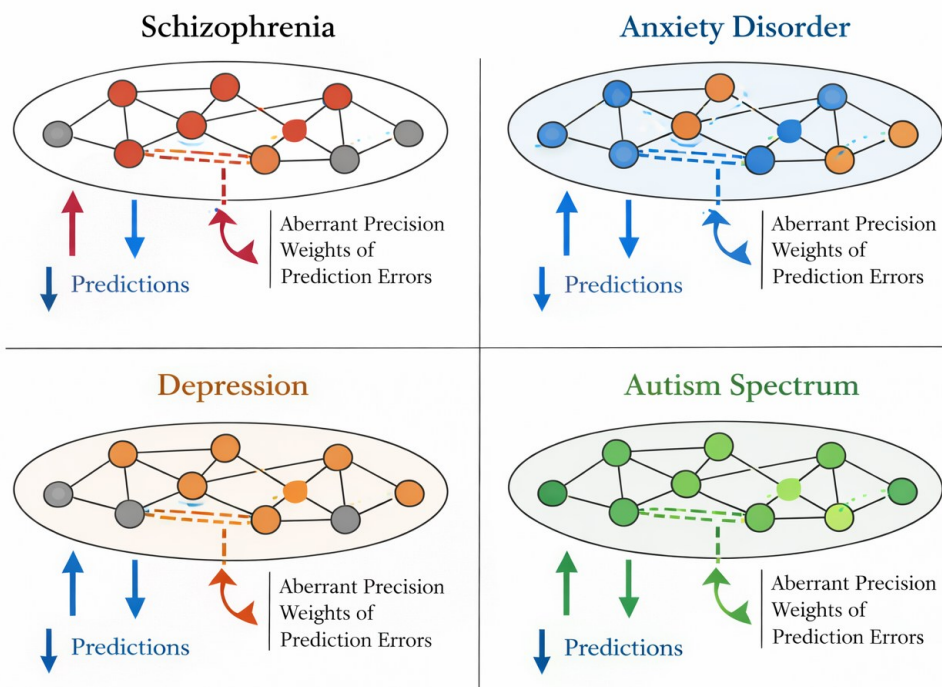 Schizophrenia
Aberrant Precision
Weights of
Prediction Errors
Predictions
Anxiety Disorder
Aberrant Precision
Weights of
Prediction Errors
Predictions
Depression
Aberrant Precision
Weights of
Prediction Errors
Predictions
Autism Spectrum
Aberrant Precision
Weights of
Prediction Errors
Predictions